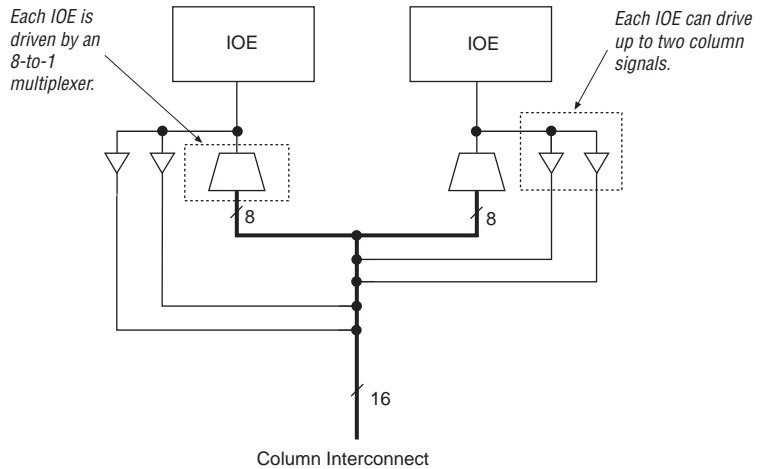 Each IOE is
driven by an
8-to-1
multiplexer.
IOE
IOE
Each IOE can drive
up to two column
signals.
8
8
16
Column Interconnect